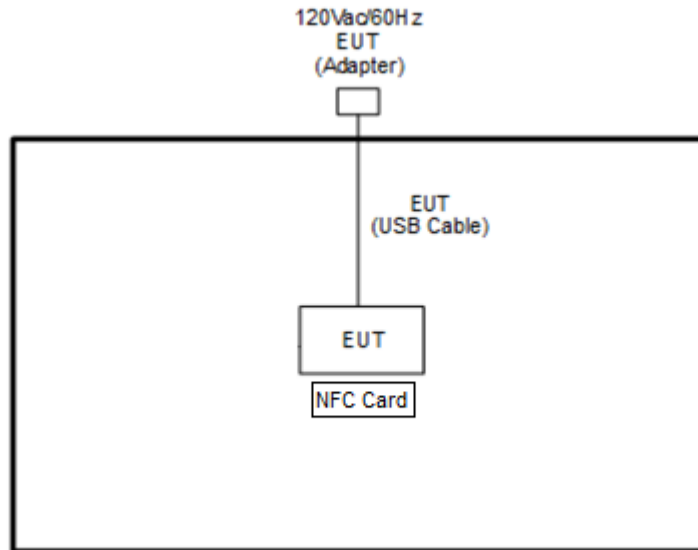 120Vac/60Hz
EUT
(Adapter)
EUT
(USB Cable)
EUT
NFC Card